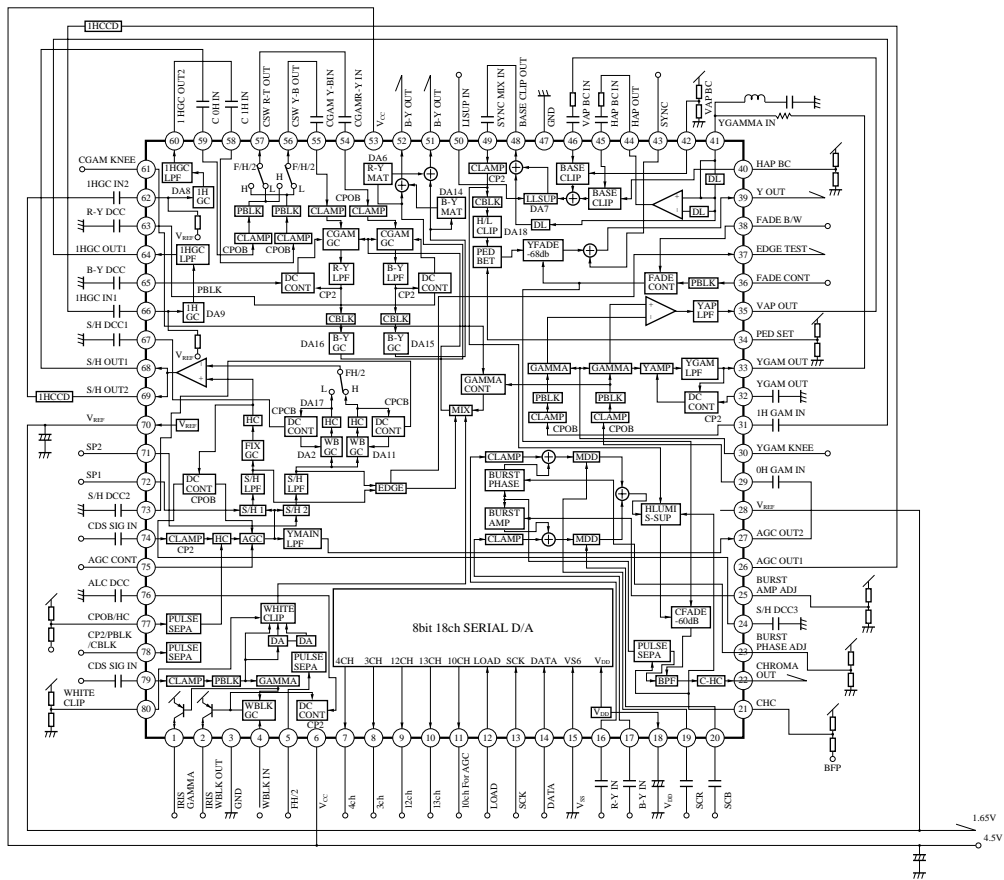 1HCCD
1 HGC OUT2
C 0H IN
C 1H IN
CSW R-T OUT
CSW Y-B OUT
CGAM Y-BIN
CGAMR-Y IN
VCC
B-Y OUT
B-Y OUT
LISUP IN
SYNC MIX IN
BASE CLIP OUT
GND
VAP BC IN
HAP BC IN
HAP OUT
SYNC
VAP BC
YGAMMA IN
60 59 58 57 56 55 54 53 52 51 50 49 48 47 46 45 44 43 42 41
CGAM KNEE 61
1HGC IN2 62
R-Y DCC 63
1HGC OUT1 64
B-Y DCC 65
1HGC IN1 66
S/H DCC1 67
S/H OUT1 68
S/H OUT2 69
1HCCD
VREF 70
SP2 71
SP1 72
S/H DCC2 73
CDS SIG IN 74
AGC CONT 75
ALC DCC 76
CPOB/HC 77
CP2/PBLK
/CBLK 78
CDS SIG IN 79
WHITE
CLIP 80
40 HAP BC
39 Y OUT
38 FADE B/W
37 EDGE TEST
36 FADE CONT
35 VAP OUT
34 PED SET
33 YGAM OUT
32 YGAM OUT
31 1H GAM IN
30 YGAM KNEE
29 0H GAM IN
28 VREF
27 AGC OUT2
26 AGC OUT1
25 BURST
AMP ADJ
24 S/H DCC3
23 BURST
PHASE ADJ
22 CHROMA
OUT
21 CHC
BFP
1HGC
LPF
DA8
1H
GC
VREF
1HGC
LPF
PBLK
1H
GC
DA9
VREF
F/H/2
H
L
F/H/2
H
L
PBLK
PBLK
CLAMP
CLAMP
CPOB
DA6
R-Y
MAT
CPOB
CLAMP
CLAMP
DA14
B-Y
MAT
CGAM
GC
CGAM
GC
DC
CONT
R-Y
LPF
B-Y
LPF
DC
CONT
CP2
CP2
CBLK
CBLK
DA16
B-Y
GC
B-Y
GC
DA15
CLAMP
CP2
CBLK
H/L
CLIP
DA18
PED
BET
YFADE
-68db
DL
LLSUP
DA7
BASE
CLIP
BASE
CLIP
DL
DL
FADE
CONT
PBLK
YAP
LPF
GAMMA
CONT
GAMMA
GAMMA
YAMP
YGAM
LPF
PBLK
PBLK
CLAMP
CLAMP
CPOB
DC
CONT
CP2
FH/2
L
H
DA17
CPCB
CPCB
DC
CONT
HC
HC
DC
CONT
DA2
WB
GC
WB
GC
DA11
MIX
VREF
HC
FIX
GC
DC
CONT
CPOB
S/H
LPF
S/H
LPF
EDGE
S/H 1
S/H 2
CLAMP
CP2
HC
AGC
YMAIN
LPF
CLAMP
MDD
BURST
PHASE
BURST
AMP
CLAMP
MDD
HLUMI
S-SUP
CFADE
-60dB
PULSE
SEPA
PULSE
SEPA
WHITE
CLIP
DA
DA
PULSE
SEPA
CLAMP
PBLK
GAMMA
WBLK
GC
DC
CONT
CP2
8bit 18ch SERIAL D/A
4CH 3CH 12CH 13CH 10CH LOAD SCK DATA VS6 VDD
PULSE
SEPA
BPF
C-HC
VDD
1 2 3 4 5 6 7 8 9 10 11 12 13 14 15 16 17 18 19 20
IRIS
GAMMA
IRIS
WBLK OUT
GND
WBLK IN
FH/2
VCC
4ch
3ch
12ch
13ch
10ch For AGC
LOAD
SCK
DATA
VSS
R-Y IN
B-Y IN
VDD
SCR
SCB
1.65V
4.5V